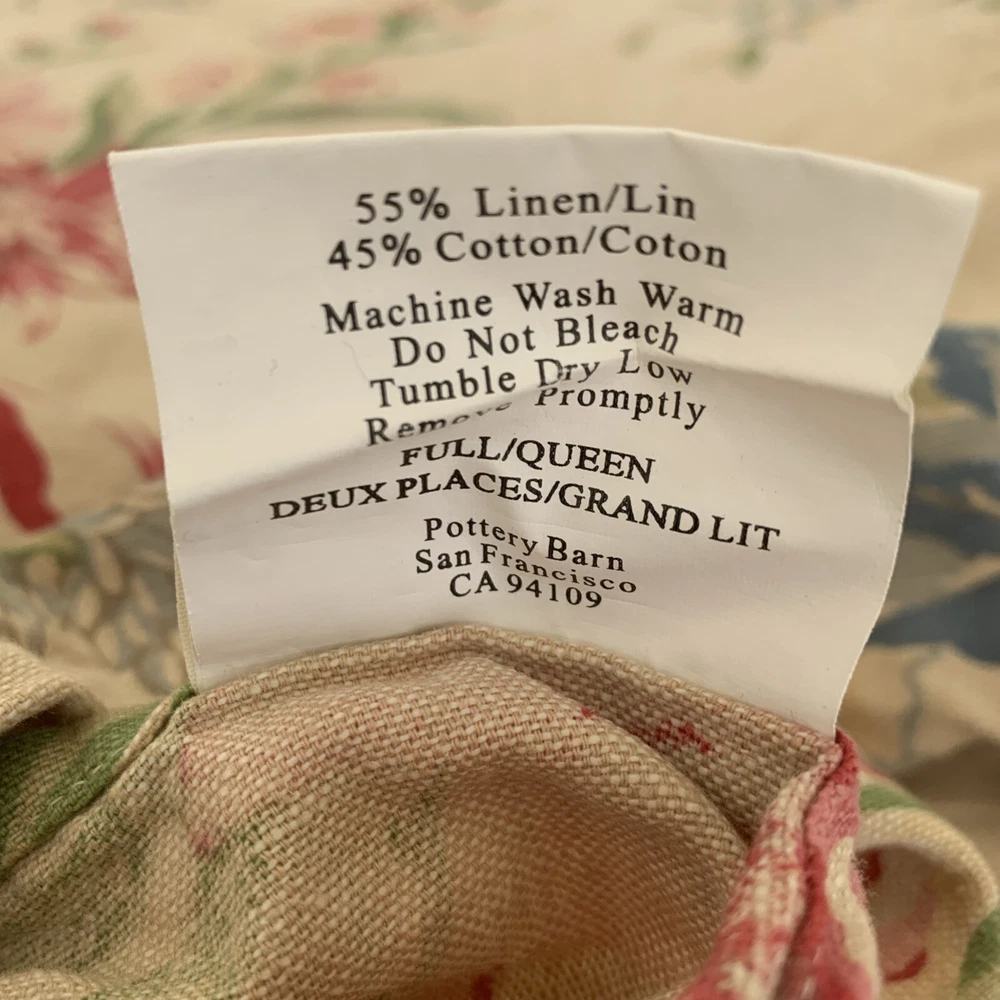 55% Linen/Lin
45% Cotton/Coton
Machine Wash Warm
Do Not Bleach
Tumble Dry Low
Remove Promptly
FULL/QUEEN
DEUX PLACES/GRAND LIT
Pottery Barn
San Francisco
CA 94109